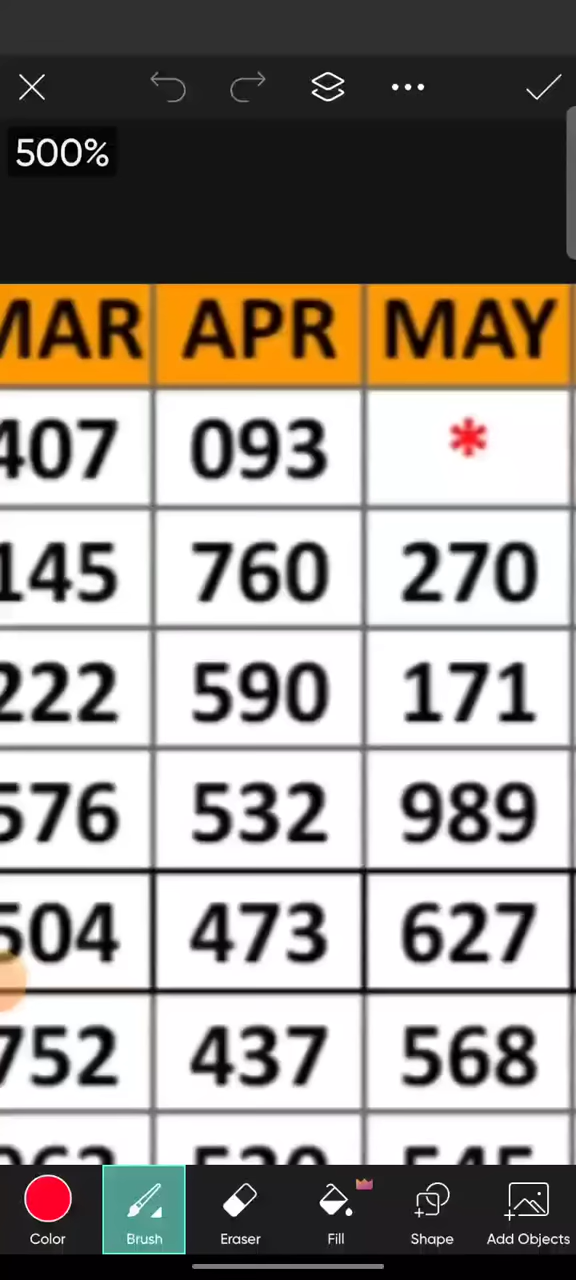 500%
MAR APR MAY
407 093 *
145 760 270
222 590 171
576 532 989
504 473 627
752 437 568
Color Brush Eraser Fill Shape Add Objects